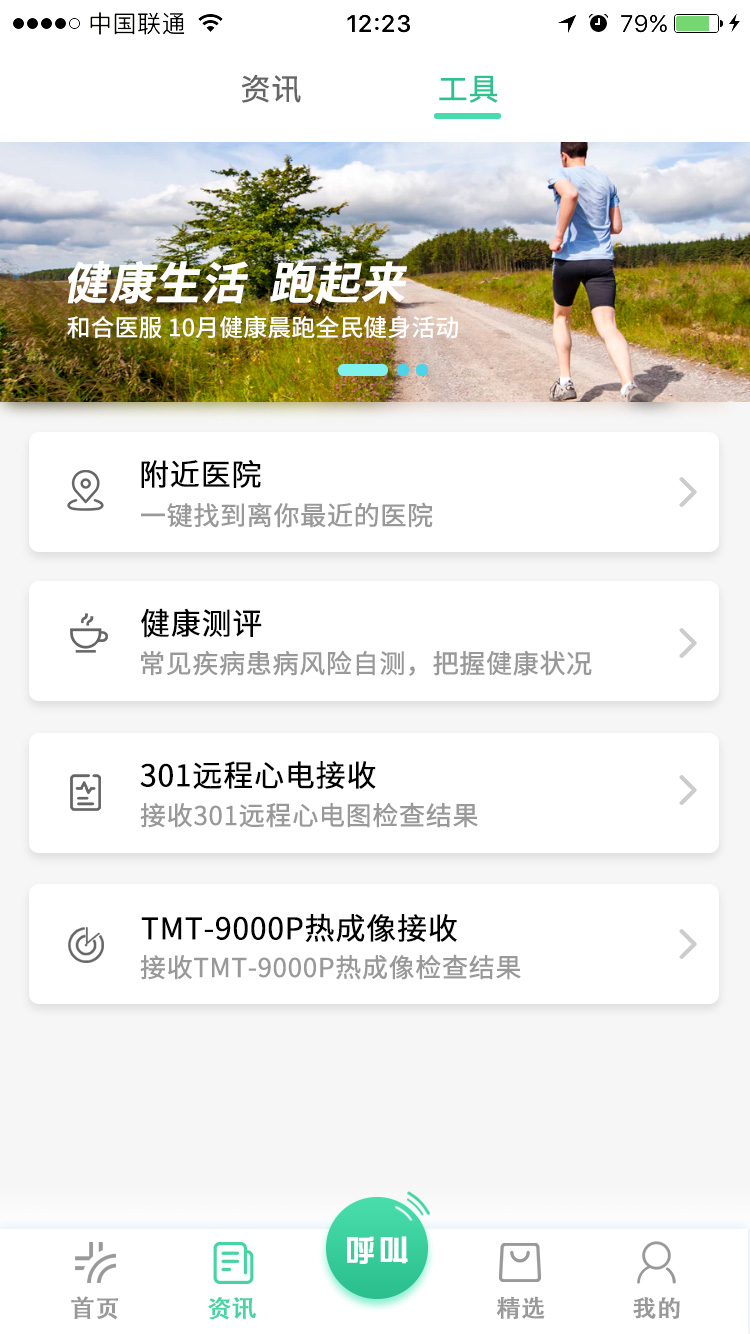 中国联通 12:23 79%
资讯 工具
健康生活 跑起来
和合医服 10月健康晨跑全民健身活动
附近医院
一键找到离你最近的医院
健康测评
常见疾病患病风险自测，把握健康状况
301远程心电接收
接收301远程心电图检查结果
TMT-9000P热成像接收
接收TMT-9000P热成像检查结果
呼叫
首页 资讯 精选 我的